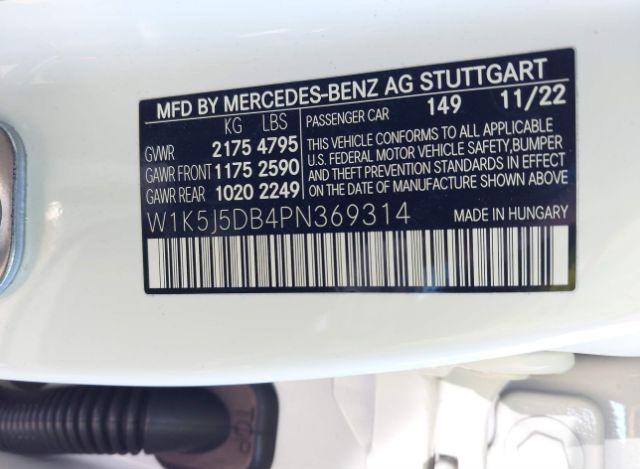 MFD BY MERCEDES-BENZ AG STUTTGART
KG LBS
GVWR 2175 4795
GAWR FRONT 1175 2590
GAWR REAR 1020 2249
PASSENGER CAR 149 11/22
THIS VEHICLE CONFORMS TO ALL APPLICABLE
U.S. FEDERAL MOTOR VEHICLE SAFETY,BUMPER
AND THEFT PREVENTION STANDARDS IN EFFECT
ON THE DATE OF MANUFACTURE SHOWN ABOVE
W1K5J5DB4PN369314
MADE IN HUNGARY
TOP